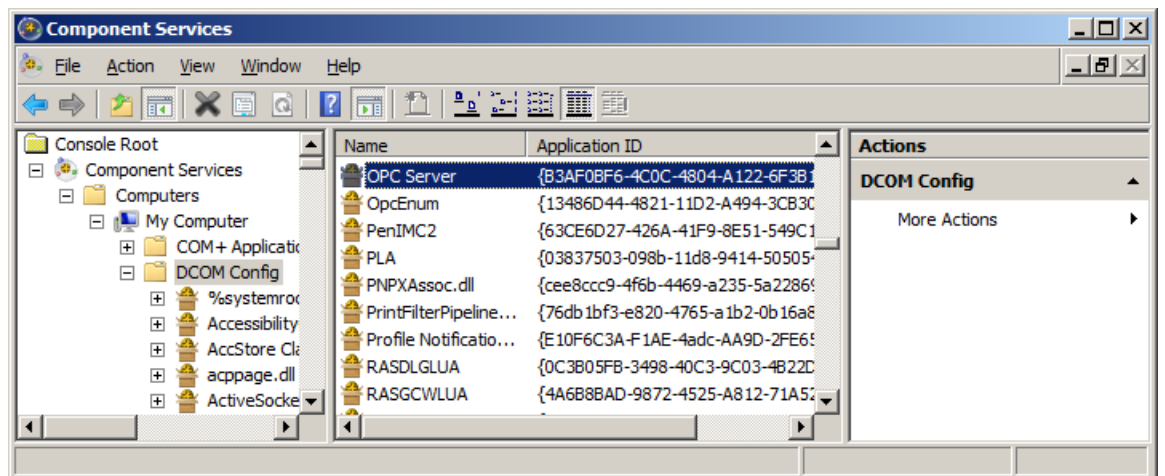 Component Services
File Action View Window Help
Console Root
Component Services
Computers
My Computer
COM+ Applicatio
DCOM Config
%systemroo
Accessibility
AccStore Cla
acppage.dll
ActiveSocke
Name Application ID
OPC Server {B3AF0BF6-4C0C-4804-A122-6F3B1
OpcEnum {13486D44-4821-11D2-A494-3CB30
PenIMC2 {63CE6D27-426A-41F9-8E51-549C1
PLA {03837503-098b-11d8-9414-505054
PNPXAssoc.dll {cee8ccc9-4f6b-4469-a235-5a22869
PrintFilterPipeline... {76db1bf3-e820-4765-a1b2-0b16a8
Profile Notificatio... {E10F6C3A-F1AE-4adc-AA9D-2FE65
RASDLGLUA {0C3B05FB-3498-40C3-9C03-4B22D
RASGCWLUA {4A6B8BAD-9872-4525-A812-71A52
Actions
DCOM Config
More Actions